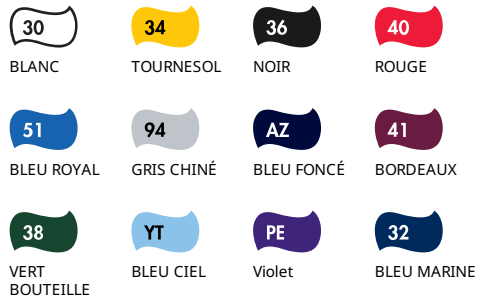 30 34 36 40
BLANC TOURNESOL NOIR ROUGE
51 94 AZ 41
BLEU ROYAL GRIS CHINÉ BLEU FONCÉ BORDEAUX
38 YT PE 32
VERT BLEU CIEL Violet BLEU MARINE
BOUTEILLE